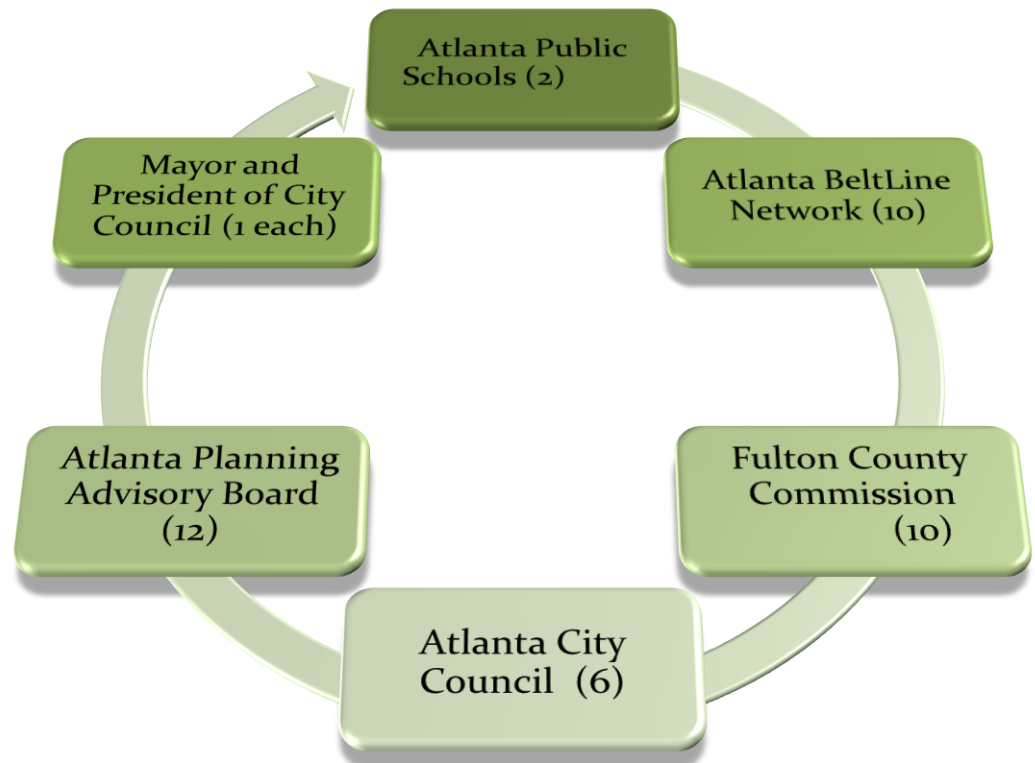 Atlanta Public
Schools (2)
Atlanta BeltLine
Network (10)
Fulton County
Commission
(10)
Atlanta City
Council (6)
Atlanta Planning
Advisory Board
(12)
Mayor and
President of City
Council (1 each)